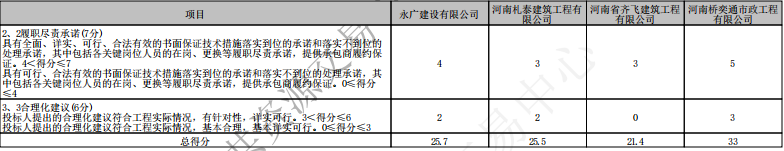 项目 永广建设有限公司 河南札泰建筑工程有限公司 河南省齐飞建筑工程有限公司 河南桥奕通市政工程有限公司
2、2履职尽责承诺(7分)
具有全面、详实、可行、合法有效的书面保证技术措施落实到位的承诺和落实不到位的
处理承诺，其中包括各关键岗位人员的在岗、更换等履职尽责承诺，提供承包商履约保
证。4<得分≤7
具有可行、合法有效的书面保证技术措施落实到位的承诺和落实不到位的处理承诺，其
中包括各关键岗位人员的在岗、更换等履职尽责承诺，提供承包商履约保证。0≤得分
≤4
4 3 3 5
3、3合理化建议(6分)
投标人提出的合理化建议符合工程实际情况，有针对性，详实可行。3<得分≤6
投标人提出的合理化建议符合工程实际情况，基本合理，基本详实可行。0≤得分≤3
2 2 0 3
总得分 25.7 25.5 21.4 33
共资源交易
易中心